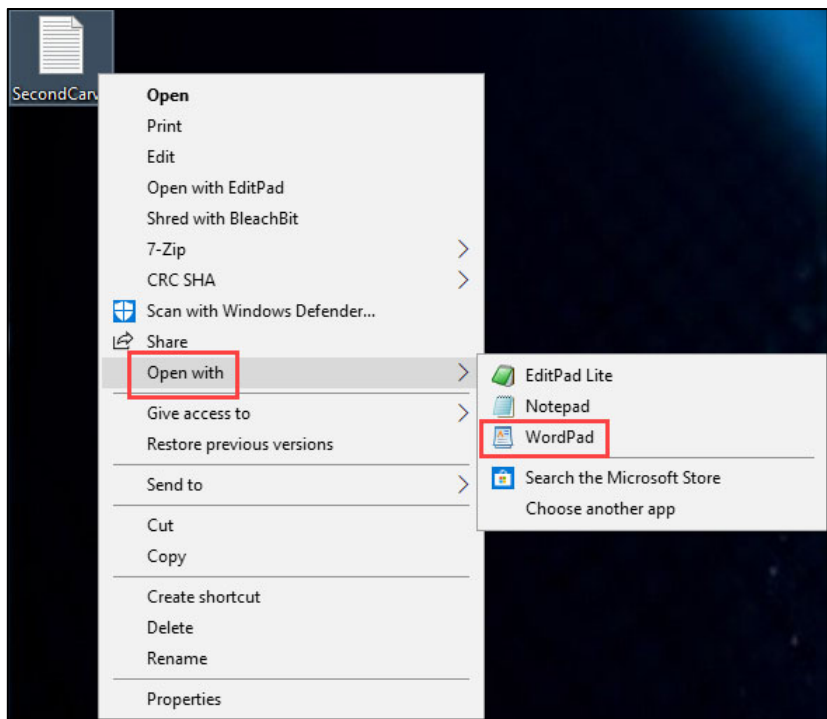 Open
Print
Edit
Open with EditPad
Shred with BleachBit
7-Zip
CRC SHA
Scan with Windows Defender...
Share
Open with
Give access to
Restore previous versions
Send to
Cut
Copy
Create shortcut
Delete
Rename
Properties
EditPad Lite
Notepad
WordPad
Search the Microsoft Store
Choose another app